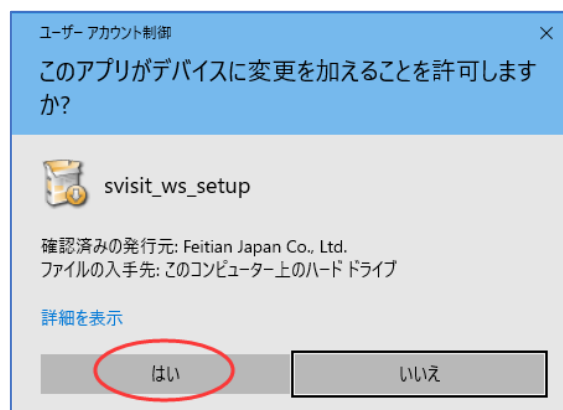 ユーザー アカウント制御
このアプリがデバイスに変更を加えることを許可します
か?
svisit_ws_setup
確認済みの発行元: Feitian Japan Co., Ltd.
ファイルの入手先: このコンピューター上のハード ドライブ
詳細を表示
はい
いいえ